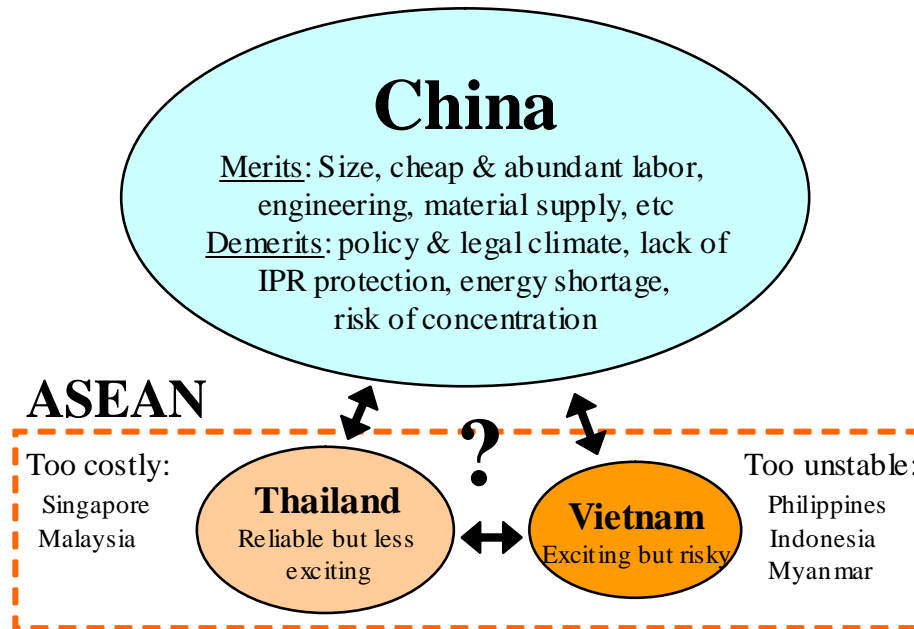 China
Merits: Size, cheap & abundant labor,
engineering, material supply, etc
Demerits: policy & legal climate, lack of
IPR protection, energy shortage,
risk of concentration
ASEAN
?
Too costly:
Singapore
Malaysia
Thailand
Reliable but less
exciting
Vietnam
Exciting but risky
Too unstable:
Philippines
Indonesia
Myanmar